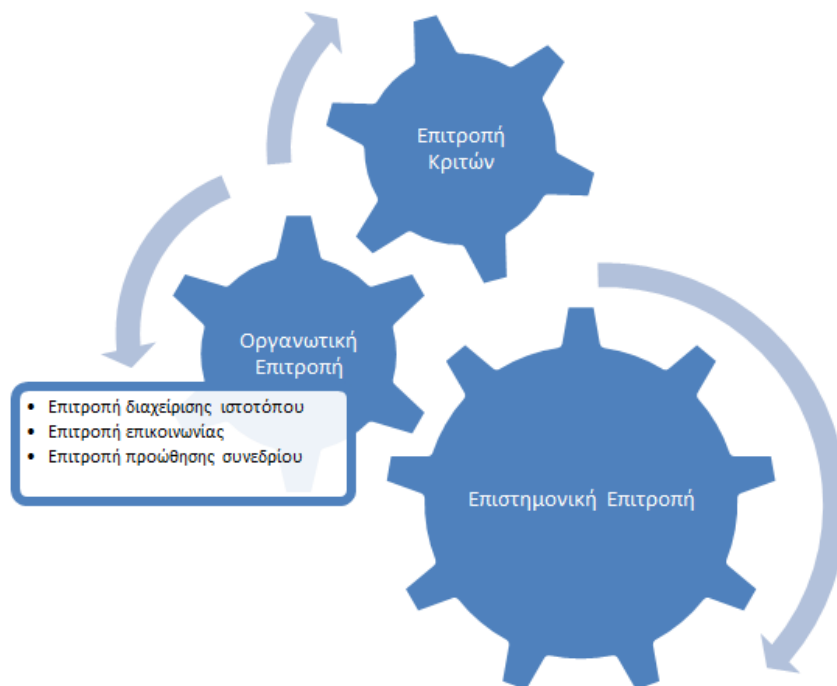 Επιτροπή
Κριτών
Οργανωτική
Επιτροπή
• Επιτροπή διαχείρισης ιστοτόπου
• Επιτροπή επικοινωνίας
• Επιτροπή προώθησης συνεδρίου
Επιστημονική Επιτροπή